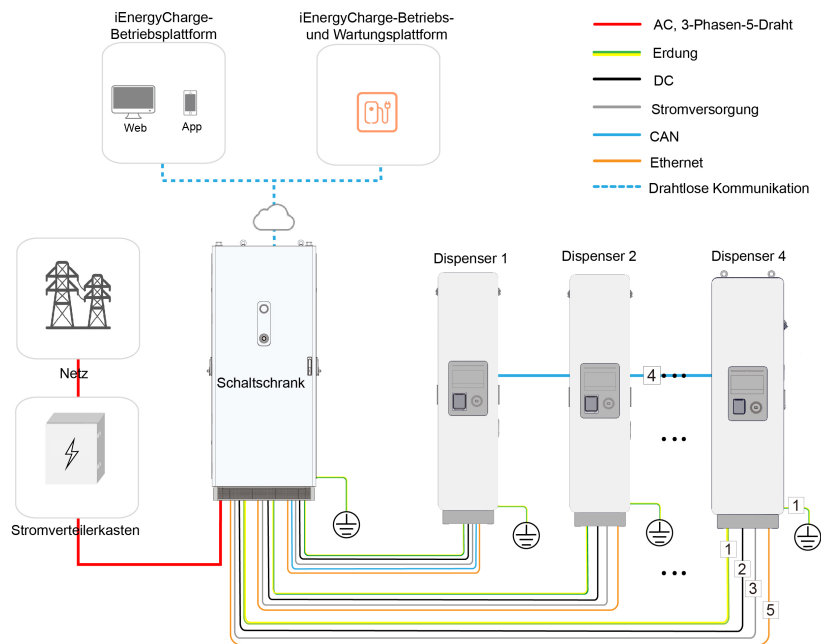 iEnergyCharge-
Betriebsplattform
iEnergyCharge-Betriebs-
und Wartungsplattform
Web
App
AC, 3-Phasen-5-Draht
Erdung
DC
Stromversorgung
CAN
Ethernet
Drahtlose Kommunikation
Dispenser 1
Dispenser 2
Dispenser 4
Netz
Schaltschrank
4
Stromverteilerkasten
1
1
2
3
5